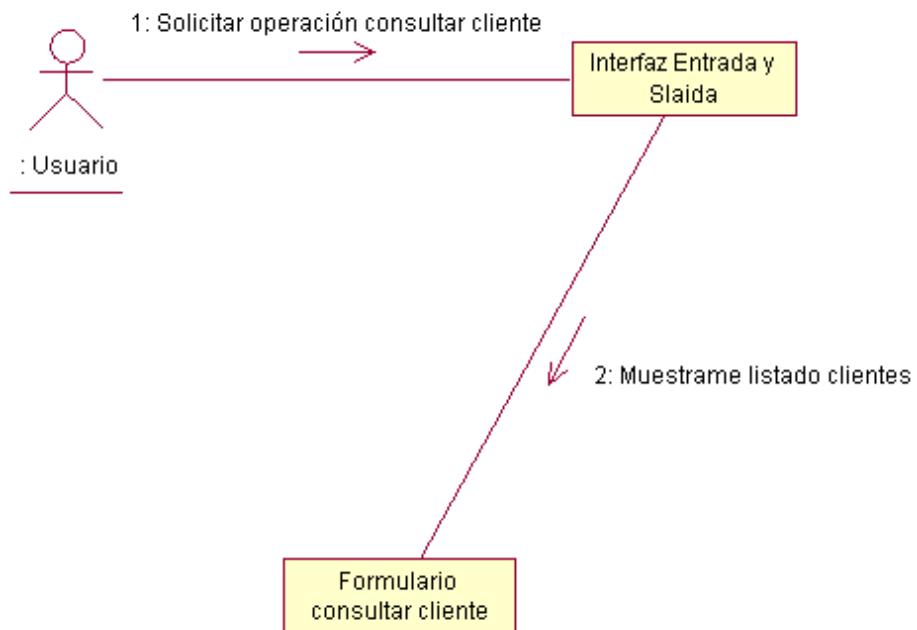 1: Solicitar operación consultar cliente
Interfaz Entrada y
Slaida
: Usuario
2: Muestrame listado clientes
Formulario
consultar cliente